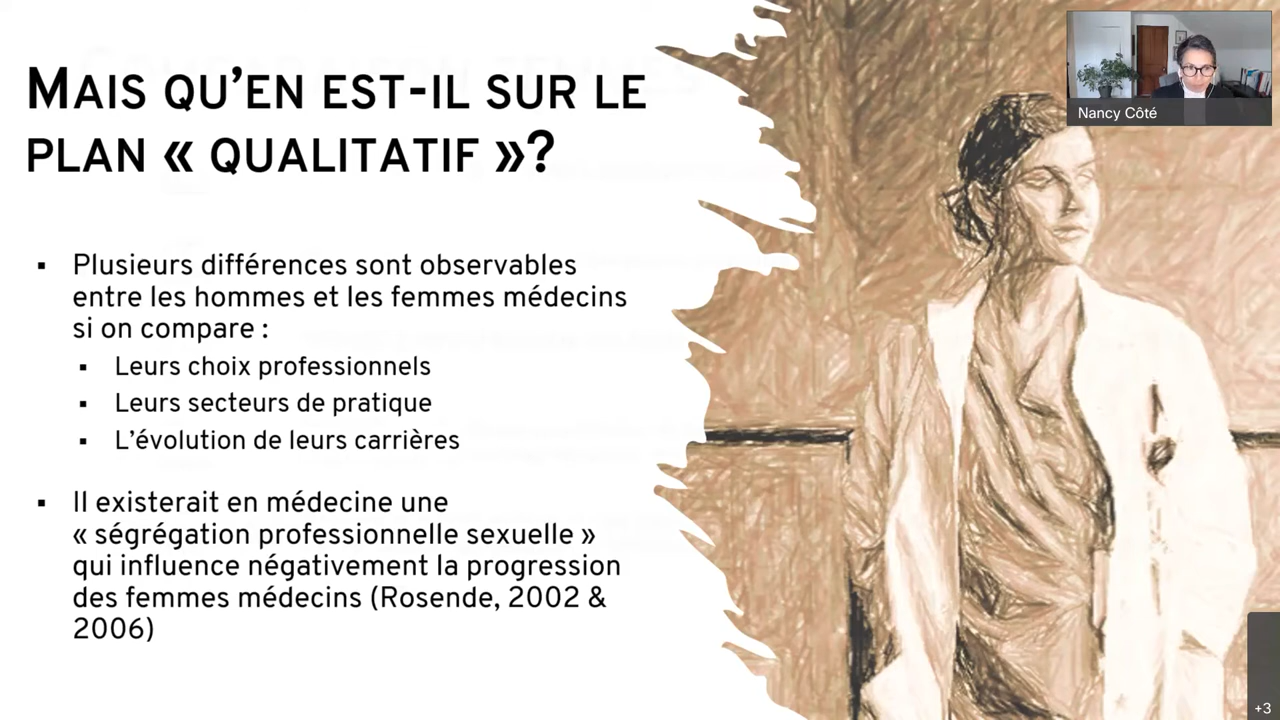 Mais qu’en est-il sur le
plan « qualitatif »?
▪ Plusieurs différences sont observables
entre les hommes et les femmes médecins
si on compare :
▪ Leurs choix professionnels
▪ Leurs secteurs de pratique
▪ L’évolution de leurs carrières
▪ Il existerait en médecine une
« ségrégation professionnelle sexuelle »
qui influence négativement la progression
des femmes médecins (Rosende, 2002 &
2006)
Nancy Côté
+3